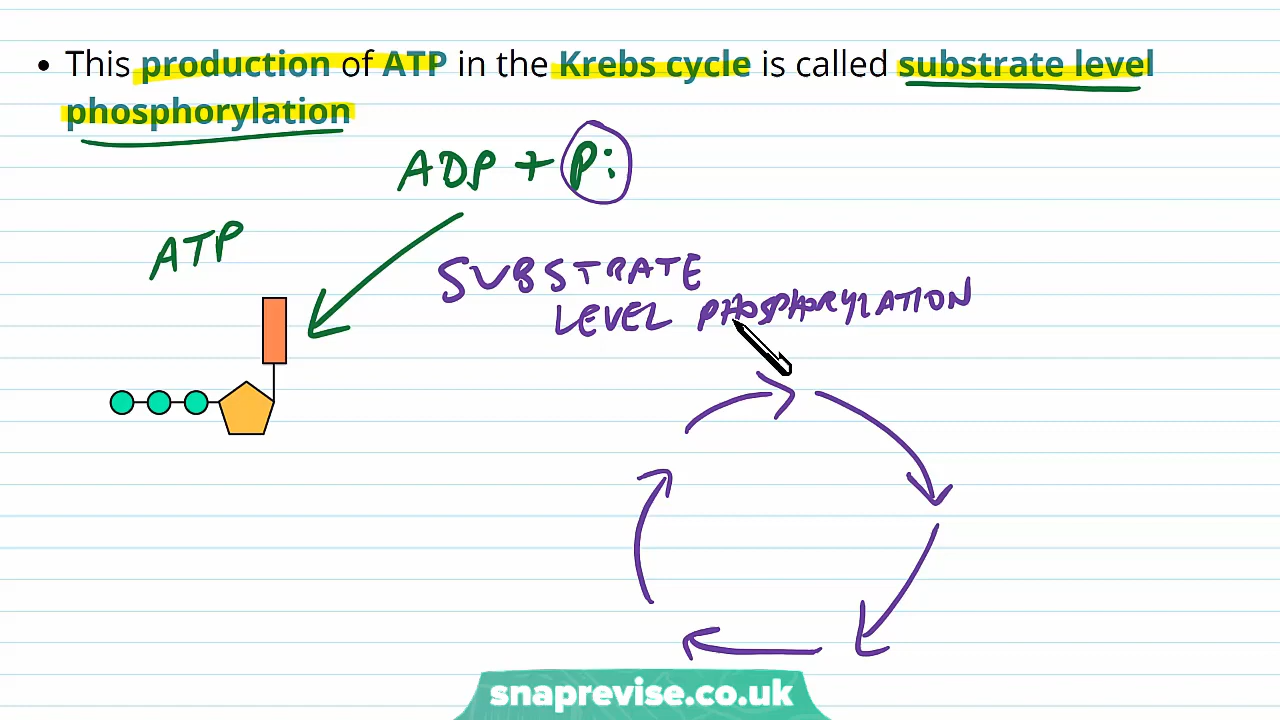 • This production of ATP in the Krebs cycle is called substrate level
phosphorylation
ADP + Pi
ATP
SUBSTRATE
LEVEL PHOSPHORYLATION
snaprevise.co.uk